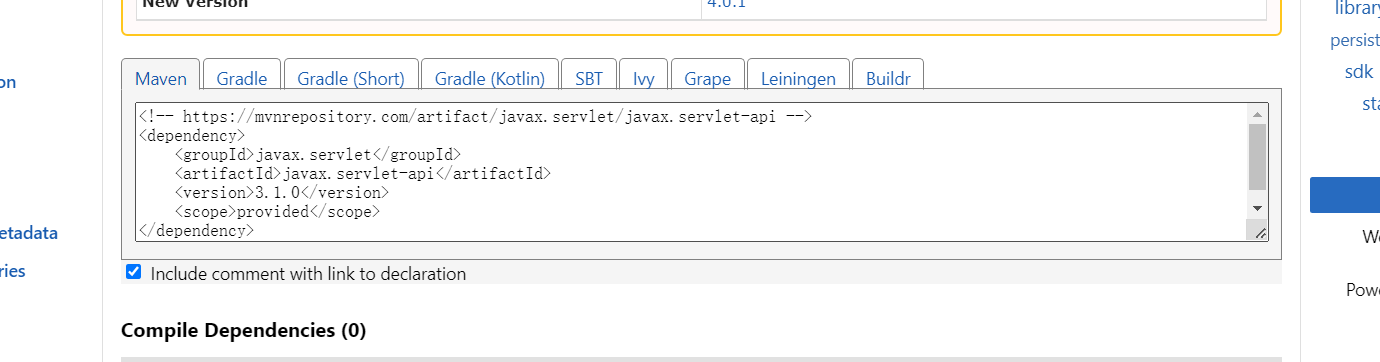 New Version 4.0.1
library
persist
sdk
sta
on
Maven Gradle Gradle (Short) Gradle (Kotlin) SBT Ivy Grape Leiningen Buildr
<!-- https://mvnrepository.com/artifact/javax.servlet/javax.servlet-api -->
<dependency>
    <groupId>javax.servlet</groupId>
    <artifactId>javax.servlet-api</artifactId>
    <version>3.1.0</version>
    <scope>provided</scope>
</dependency>
etadata
We
ries
Include comment with link to declaration
Powe
Compile Dependencies (0)